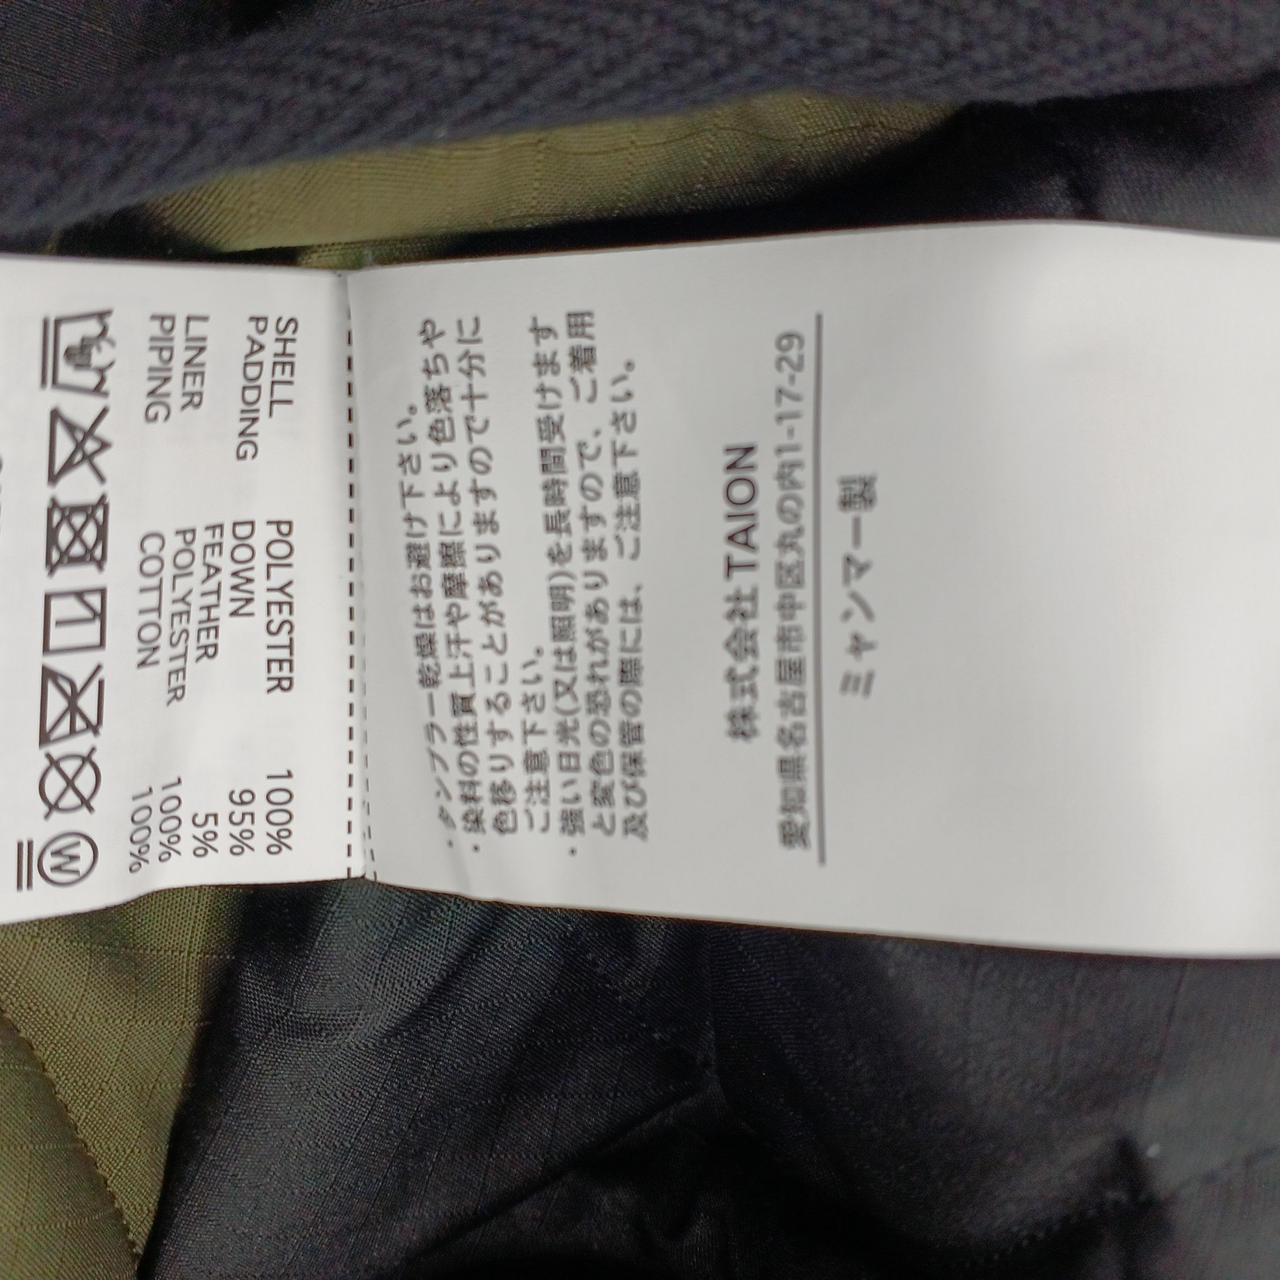 SHELL POLYESTER 100%
PADDING DOWN 95%
FEATHER 5%
LINER POLYESTER 100%
PIPING COTTON 100%
W
・タンブラー乾燥はお避け下さい。
・染料の性質上汗や摩擦により色落ちや
色移りすることがありますので十分に
ご注意下さい。
・強い日光(又は照明)を長時間受けます
と変色の恐れがありますので、ご着用
及び保管の際には、ご注意下さい。
株式会社TAION
愛知県名古屋市中区丸の内1-17-29
ミャンマー製